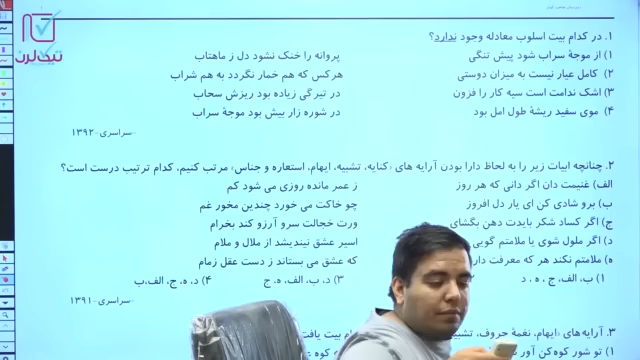 تیک‌لرن
۱. در کدام بیت اسلوب معادله وجود ندارد؟
۱) از موجهٔ سراب شود پیش تنگی پروانه را خنک نشود دل ز ماهتاب
۲) کامل عیار نیست به میزان دوستی هرکس که هم خمار نگردد به هم شراب
۳) اشک ندامت است سیه کار را فزون در تیرگی زیاده بود ریزش سحاب
۴) موی سفید ریشهٔ طول امل بود در شوره زار بیش بود موجهٔ سراب
-سراسری- ۱۳۹۲
۲. چنانچه ابیات زیر را به لحاظ دارا بودن آرایه های «کنایه، تشبیه، ایهام، استعاره و جناس» مرتب کنیم، کدام ترتیب درست است؟
الف) غنیمت دان اگر دانی که هر روز ز عمر مانده روزی می شود کم
ب) برو شادی کن ای یار دل افروز چو خاکت می خورد چندین مخور غم
ج) اگر کساد شکر بایدت دهن بگشای ورت خجالت سرو آرزو کند بخرام
د) اگر ملول شوی یا ملامتم گویی اسیر عشق نیندیشد از ملال و ملام
ه) ملامتم نکند هر که معرفت دارد که عشق می بستاند ز دست عقل زمام
۱) ب، الف، ج، ه، د ۳) د، ب، الف، ه، ج ۴) د، ه، ج، الف، ب
-سراسری- ۱۳۹۱
۳. آرایه های «ایهام، نغمهٔ حروف، تشبیه بیت یافت
۱) تو شور کوه‌کن آور